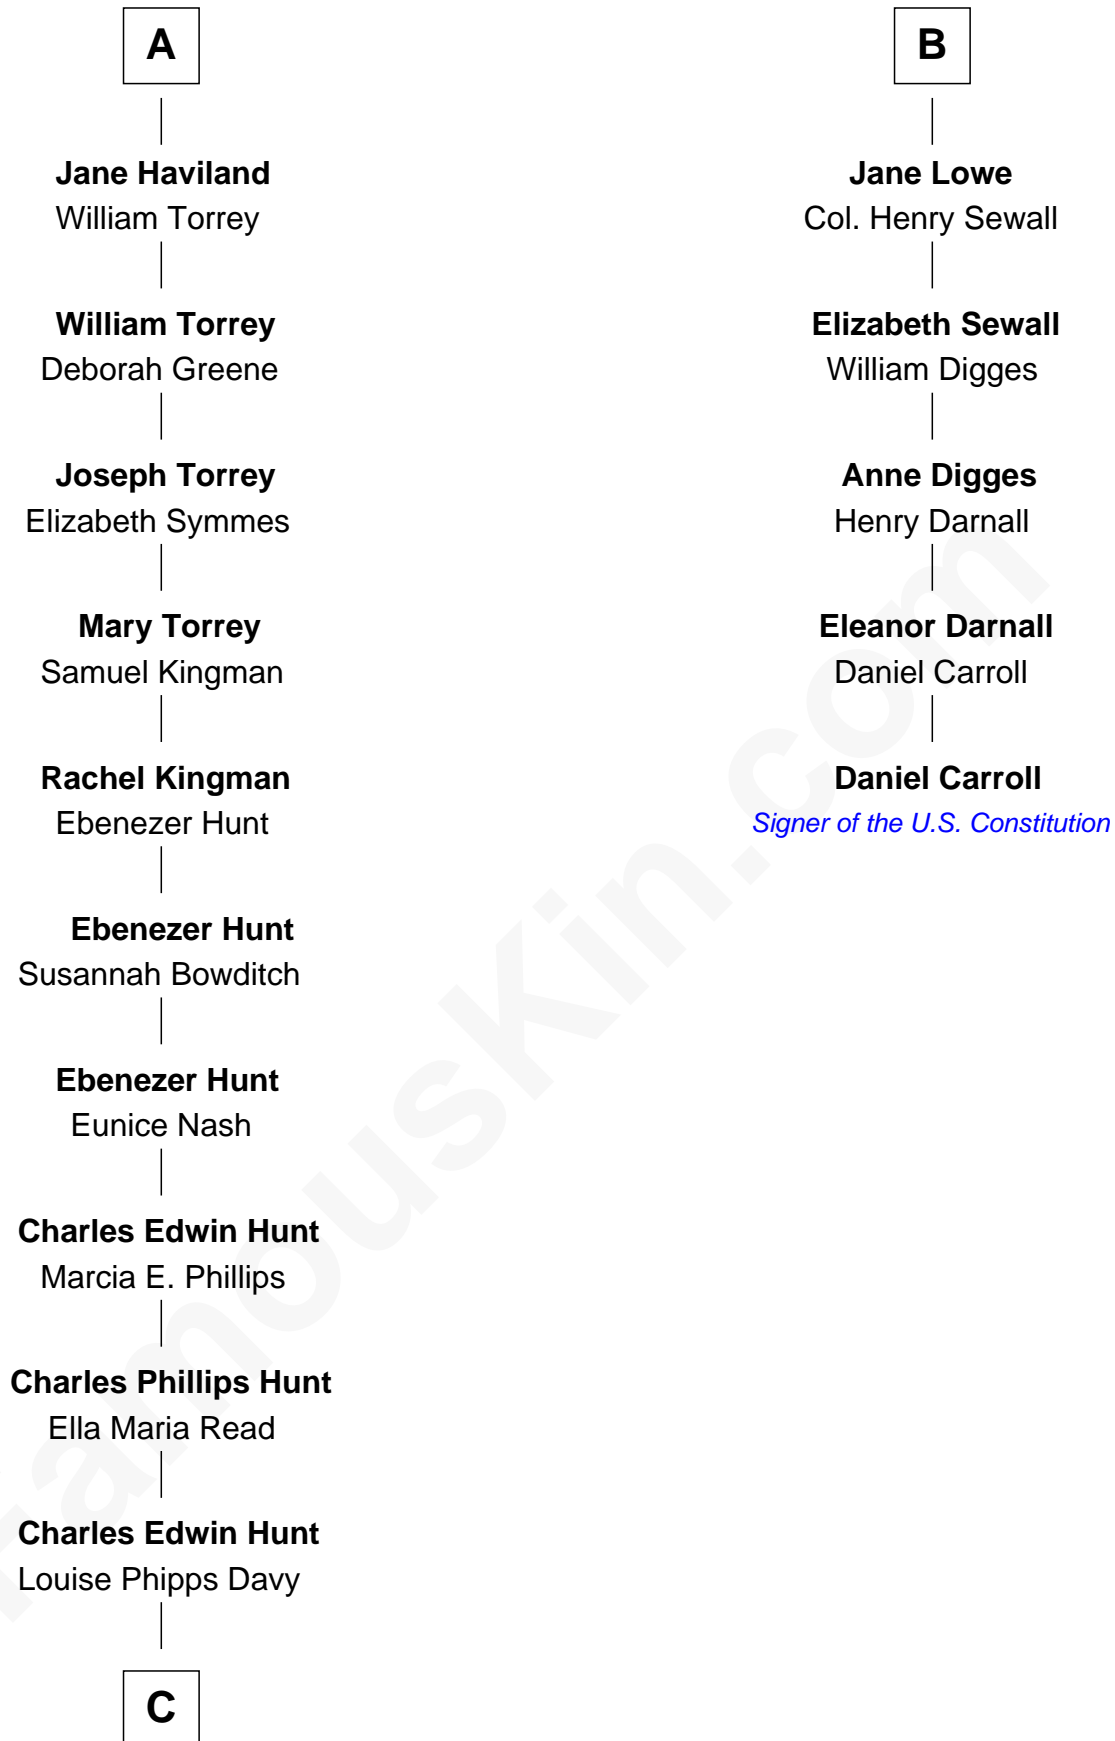 A
Jane Haviland
William Torrey
William Torrey
Deborah Greene
Joseph Torrey
Elizabeth Symmes
Mary Torrey
Samuel Kingman
Rachel Kingman
Ebenezer Hunt
Ebenezer Hunt
Susannah Bowditch
Ebenezer Hunt
Eunice Nash
Charles Edwin Hunt
Marcia E. Phillips
Charles Phillips Hunt
Ella Maria Read
Charles Edwin Hunt
Louise Phipps Davy
C
B
Jane Lowe
Col. Henry Sewall
Elizabeth Sewall
William Digges
Anne Digges
Henry Darnall
Eleanor Darnall
Daniel Carroll
Daniel Carroll
Signer of the U.S. Constitution
FamousKin.com